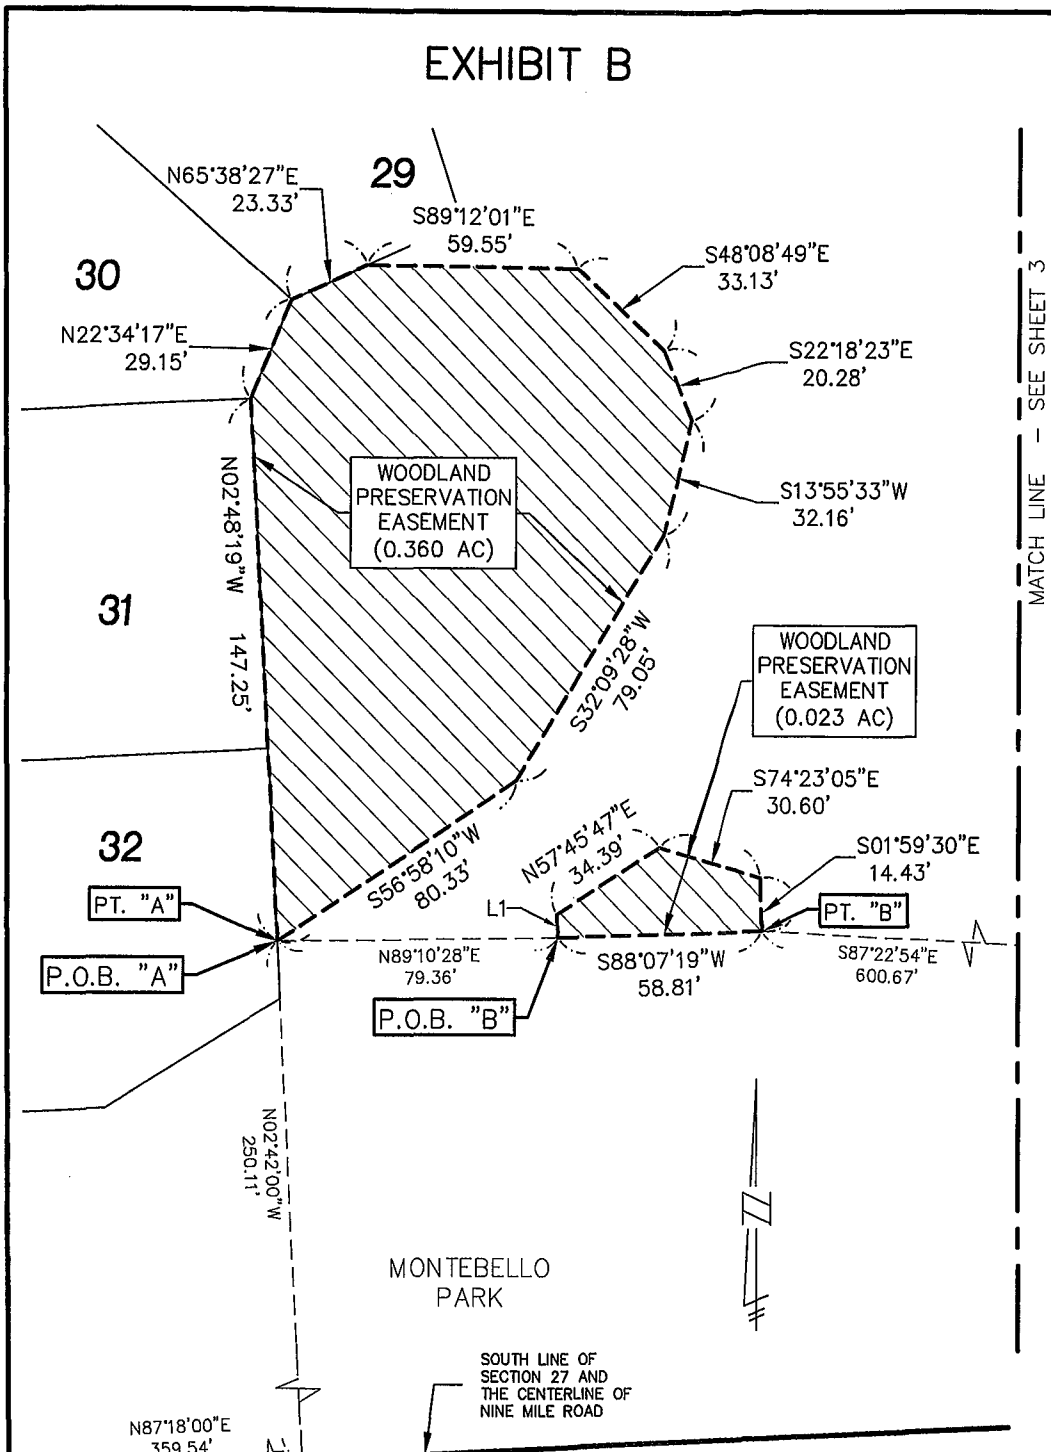 EXHIBIT B
29
N65°38'27"E
23.33'
S89°12'01"E
59.55'
S48°08'49"E
33.13'
30
N22°34'17"E
29.15'
S22°18'23"E
20.28'
MATCH LINE - SEE SHEET 3
N02°48'19"W 147.25'
WOODLAND
PRESERVATION
EASEMENT
(0.360 AC)
S13°55'33"W
32.16'
31
S32°09'28"W
79.05'
WOODLAND
PRESERVATION
EASEMENT
(0.023 AC)
S74°23'05"E
30.60'
32
S56°58'10"W
80.33'
N57°45'47"E
34.39'
S01°59'30"E
14.43'
PT. "A"
L1
PT. "B"
P.O.B. "A"
N89°10'28"E
79.36'
S88°07'19"W
58.81'
S87°22'54"E
600.67'
P.O.B. "B"
N02°42'00"W
250.11'
MONTEBELLO
PARK
SOUTH LINE OF
SECTION 27 AND
THE CENTERLINE OF
NINE MILE ROAD
N87°18'00"E
359.54'